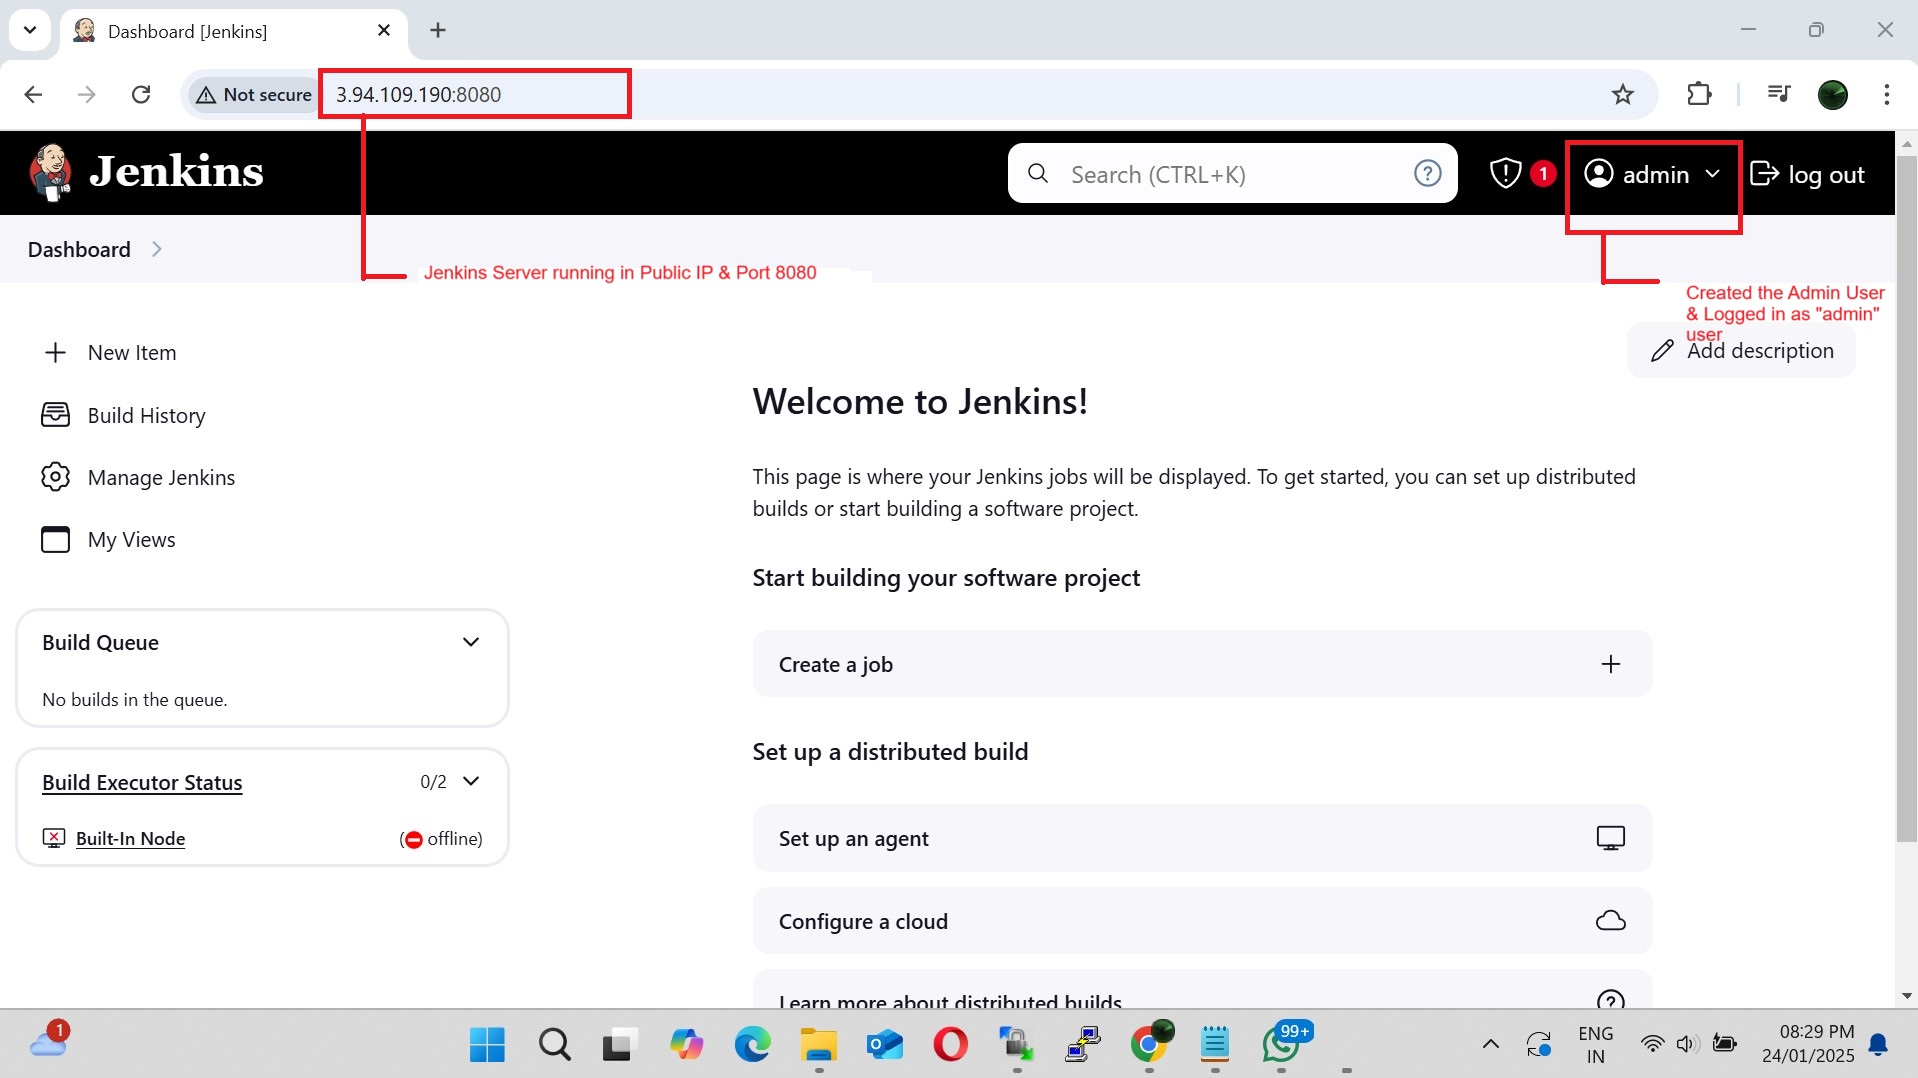 Dashboard [Jenkins]
Not secure
3.94.109.190:8080
Jenkins
Search (CTRL+K)
1
admin
log out
Dashboard
Jenkins Server running in Public IP & Port 8080
Created the Admin User
& Logged in as "admin"
user
Add description
New Item
Build History
Manage Jenkins
My Views
Welcome to Jenkins!
This page is where your Jenkins jobs will be displayed. To get started, you can set up distributed
builds or start building a software project.
Start building your software project
Create a job
Build Queue
No builds in the queue.
Set up a distributed build
Build Executor Status
0/2
Built-In Node
(offline)
Set up an agent
Configure a cloud
Learn more about distributed builds
1
99+
ENG
IN
08:29 PM
24/01/2025